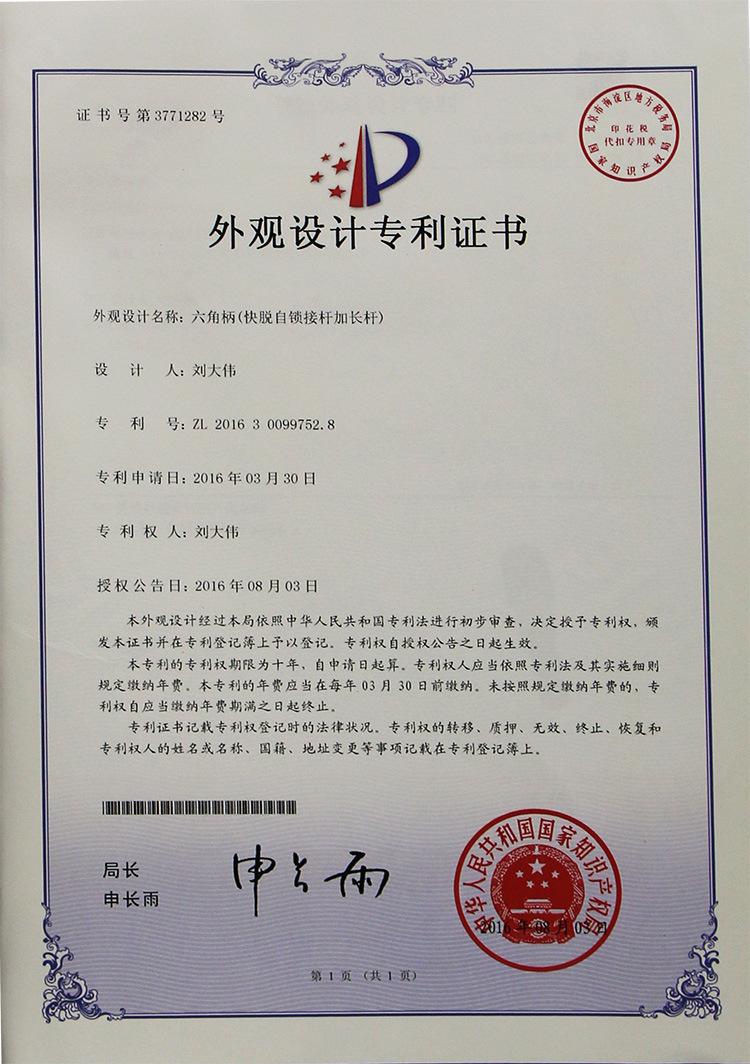 证书号第3771282号
北京市海淀区地方税务局
印花税
代扣专用章
国家知识产权局
外观设计专利证书
外观设计名称：六角柄(快脱自锁接杆加长杆)
设 计 人：刘大伟
专 利 号：ZL 2016 3 0099752.8
专利申请日：2016年03月30日
专 利 权 人：刘大伟
授权公告日：2016年08月03日
本外观设计经过本局依照中华人民共和国专利法进行初步审查，决定授予专利权，颁
发本证书并在专利登记簿上予以登记。专利权自授权公告之日起生效。
本专利的专利权期限为十年，自申请日起算。专利权人应当依照专利法及其实施细则
规定缴纳年费。本专利的年费应当在每年03月30日前缴纳。未按照规定缴纳年费的，专
利权自应当缴纳年费期满之日起终止。
专利证书记载专利权登记时的法律状况。专利权的转移、质押、无效、终止、恢复和
专利权人的姓名或名称、国籍、地址变更等事项记载在专利登记簿上。
局长
申长雨
申长雨
中华人民共和国国家知识产权局
2016年08月03日
第1页（共1页）